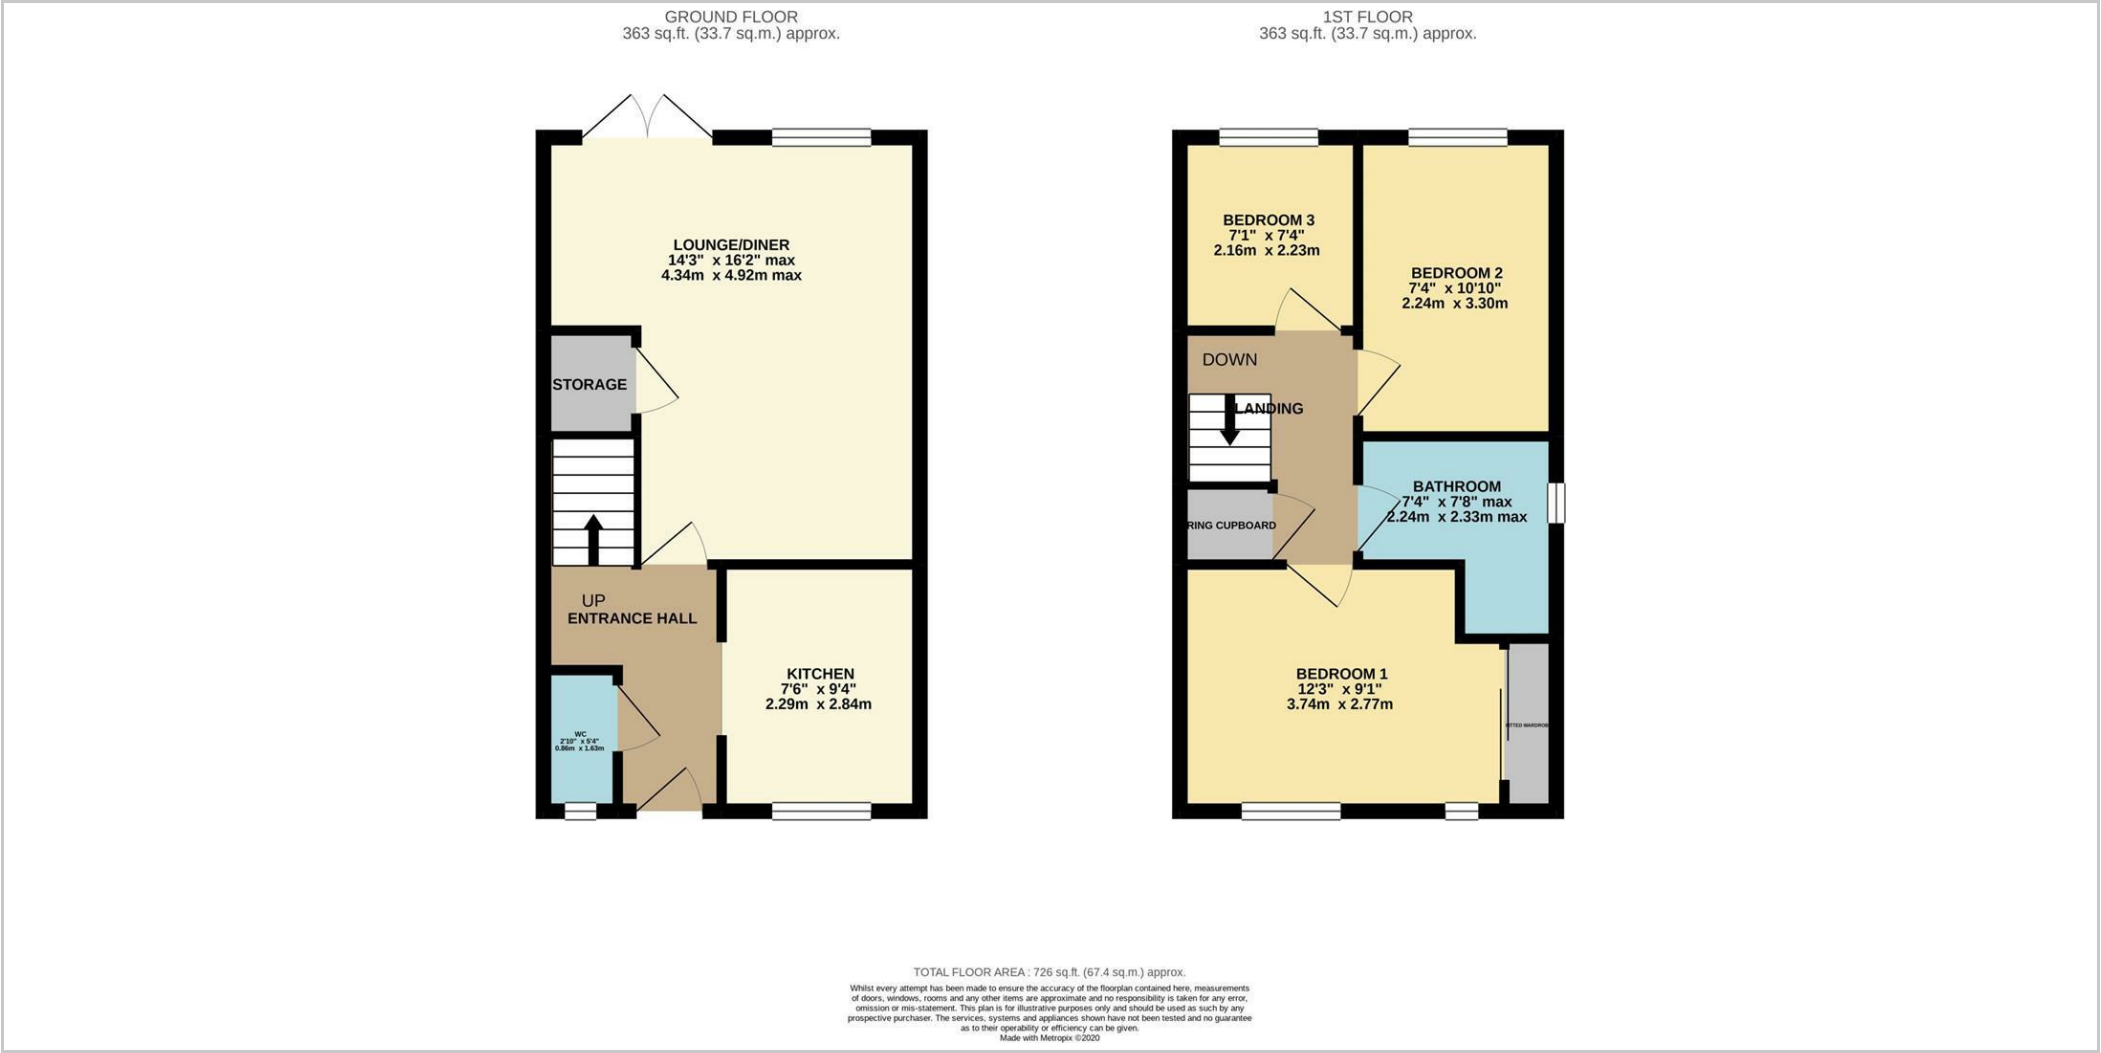 GROUND FLOOR
363 sq.ft. (33.7 sq.m.) approx.
1ST FLOOR
363 sq.ft. (33.7 sq.m.) approx.
LOUNGE/DINER
14'3" x 16'2" max
4.34m x 4.92m max
STORAGE
UP
ENTRANCE HALL
KITCHEN
7'6" x 9'4"
2.29m x 2.84m
WC
2'10" x 5'4"
0.86m x 1.63m
BEDROOM 3
7'1" x 7'4"
2.16m x 2.23m
BEDROOM 2
7'4" x 10'10"
2.24m x 3.30m
DOWN
LANDING
BATHROOM
7'4" x 7'8" max
2.24m x 2.33m max
RING CUPBOARD
BEDROOM 1
12'3" x 9'1"
3.74m x 2.77m
ITTED WARDROB
TOTAL FLOOR AREA : 726 sq.ft. (67.4 sq.m.) approx.
Whilst every attempt has been made to ensure the accuracy of the floorplan contained here, measurements
of doors, windows, rooms and any other items are approximate and no responsibility is taken for any error,
omission or mis-statement. This plan is for illustrative purposes only and should be used as such by any
prospective purchaser. The services, systems and appliances shown have not been tested and no guarantee
as to their operability or efficiency can be given.
Made with Metropix ©2020